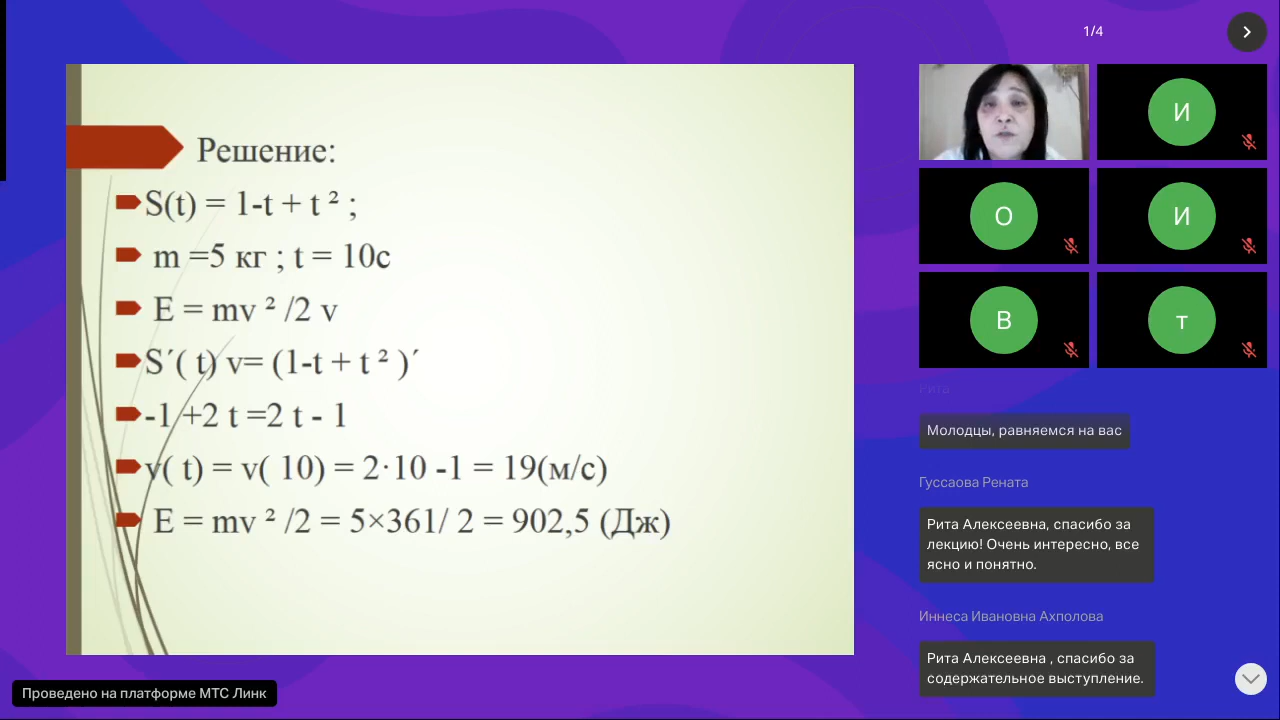 1/4
Решение:
S(t) = 1-t + t ² ;
m =5 кг ; t = 10с
E = mv ² /2 v
S´( t) v= (1-t + t ² )´
-1 +2 t =2 t - 1
v( t) = v( 10) = 2·10 -1 = 19(м/с)
E = mv ² /2 = 5×361/ 2 = 902,5 (Дж)
И
О
И
В
т
Рита
Молодцы, равняемся на вас
Гуссаова Рената
Рита Алексеевна, спасибо за
лекцию! Очень интересно, все
ясно и понятно.
Иннеса Ивановна Ахполова
Рита Алексеевна , спасибо за
содержательное выступление.
Проведено на платформе МТС Линк